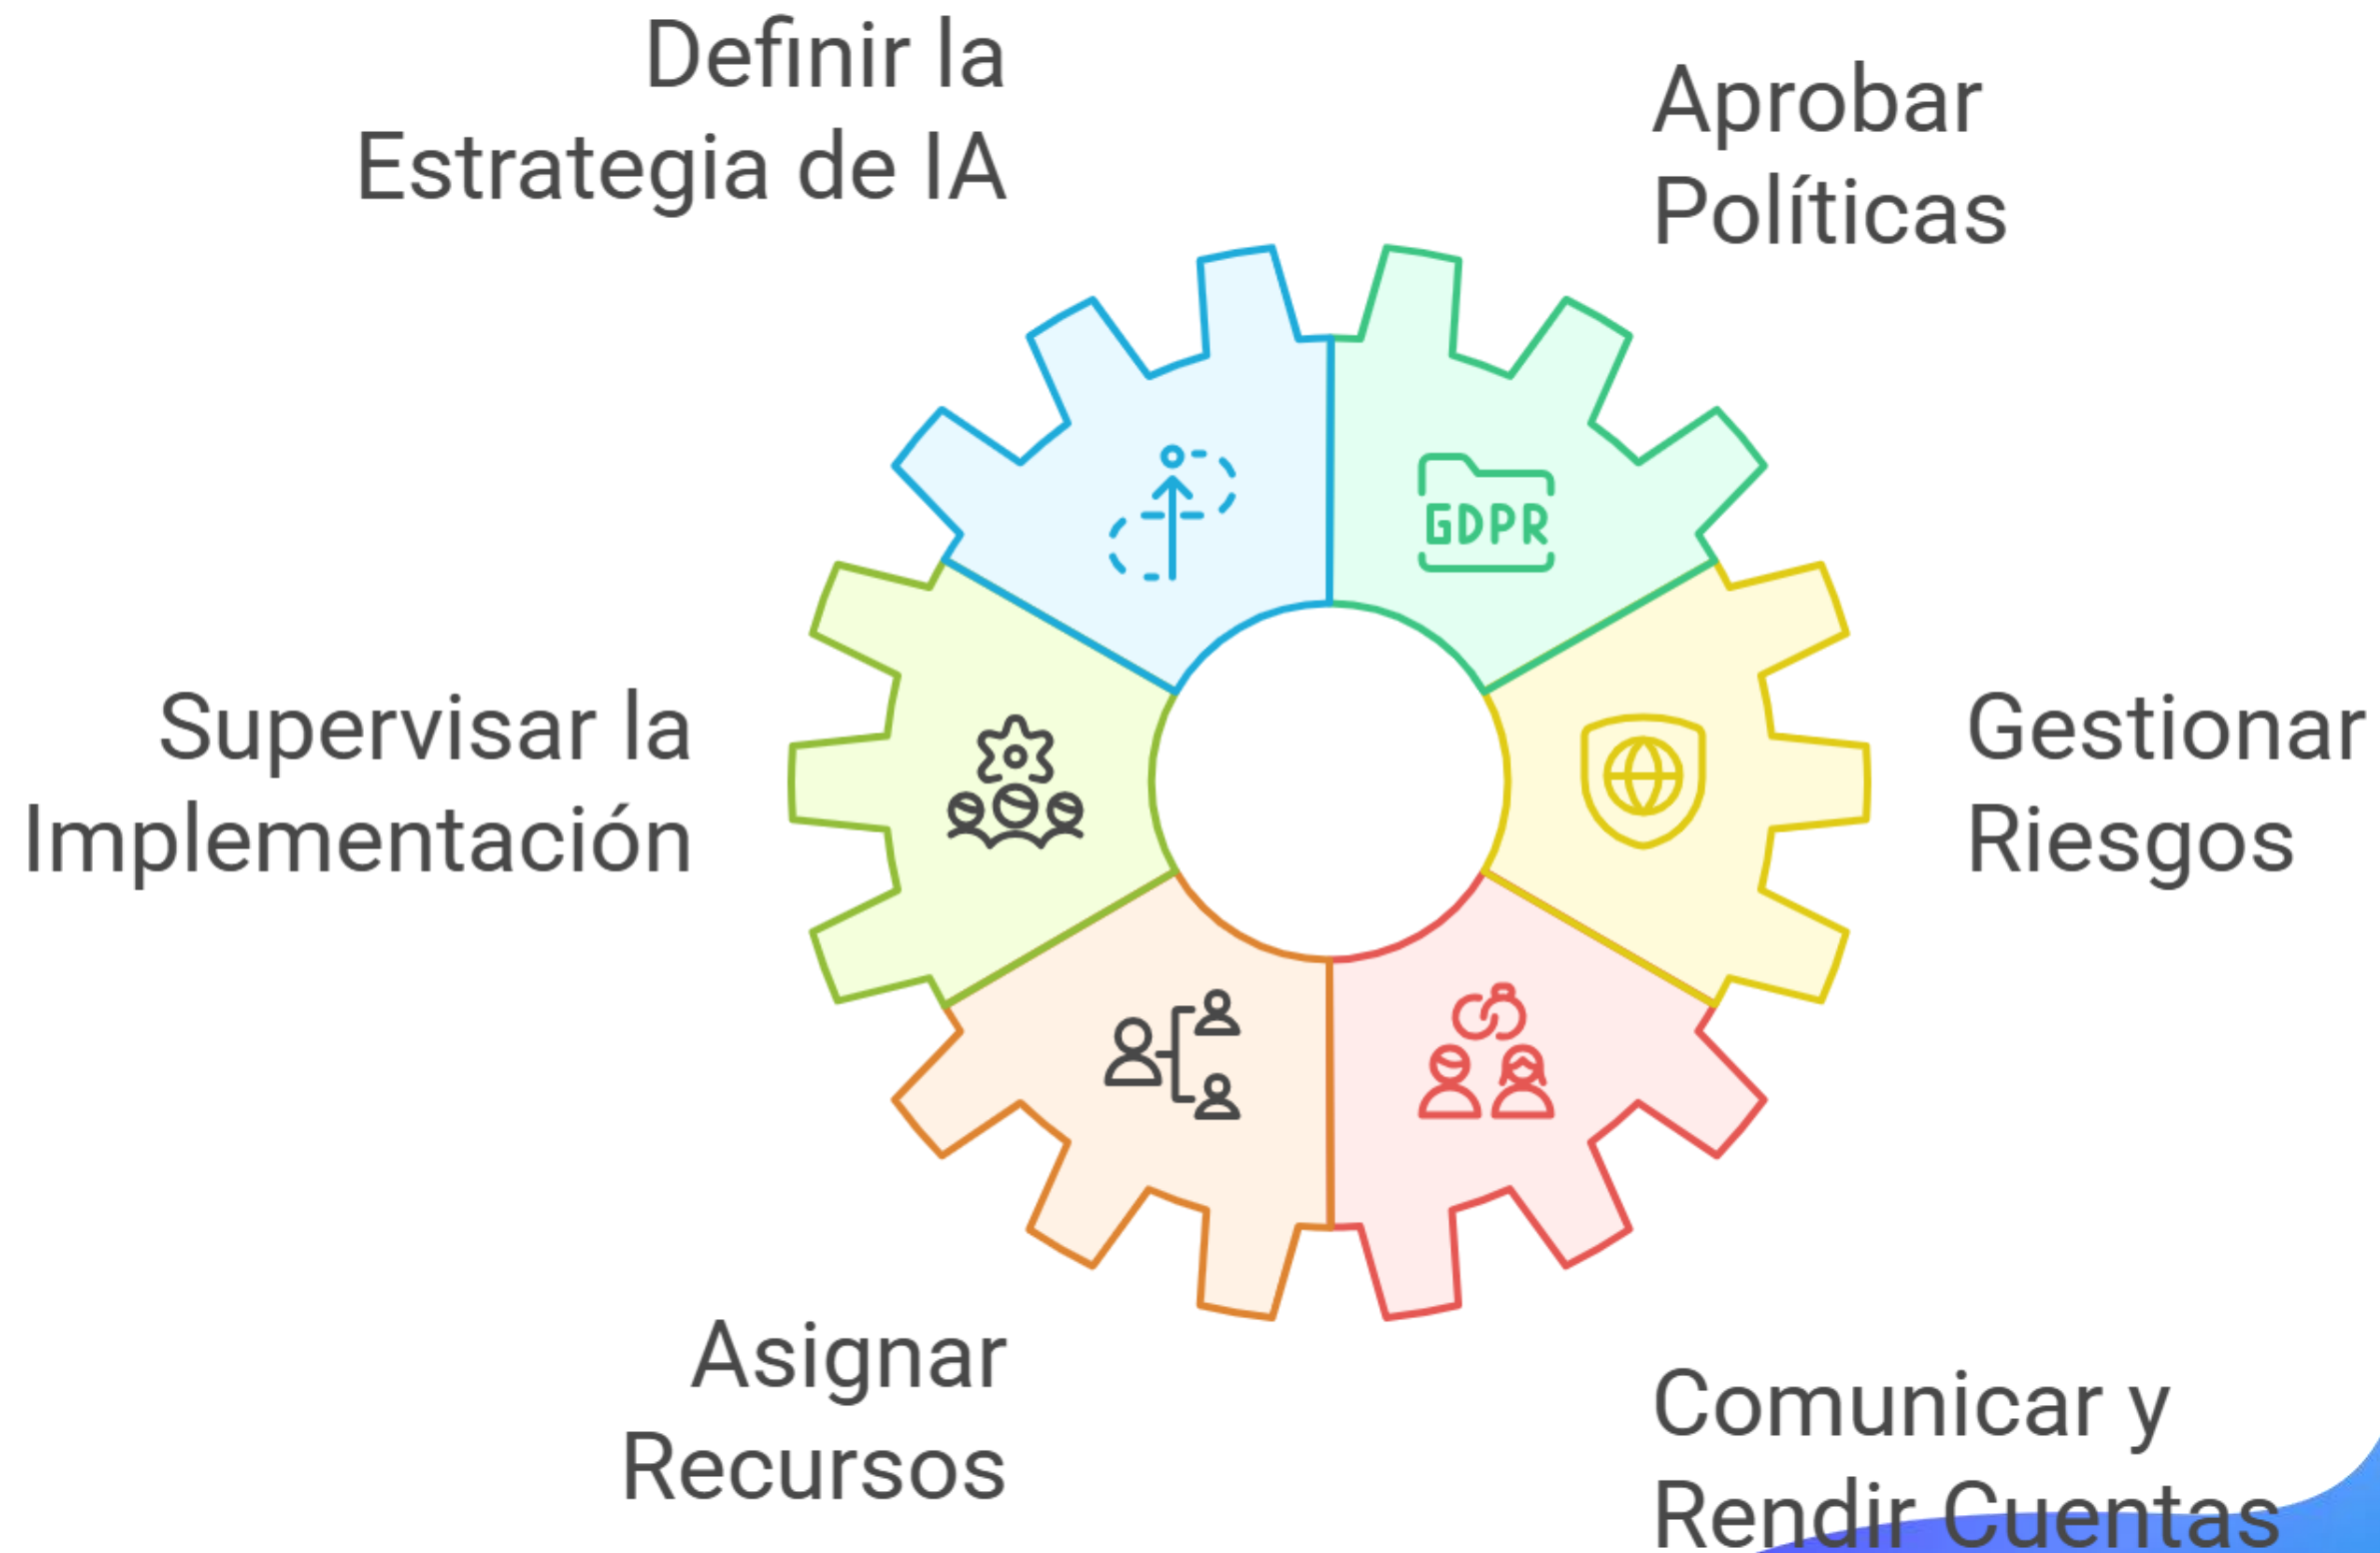 Definir la
Estrategia de IA
Aprobar
Políticas
GDPR
Supervisar la
Implementación
Gestionar
Riesgos
Asignar
Recursos
Comunicar y
Rendir Cuentas